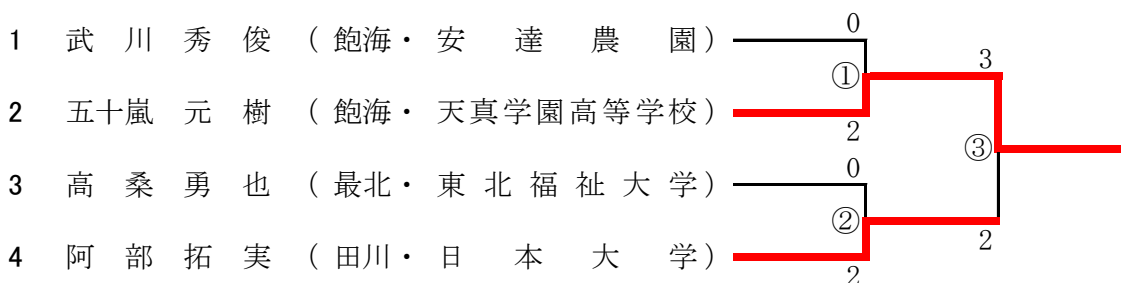 0
1 武川秀俊 (飽海・安達農園)
① 3
2 五十嵐元樹 (飽海・天真学園高等学校)
2
③
3 高桑勇也 (最北・東北福祉大学)
0
② 2
4 阿部拓実 (田川・日本大学)
2